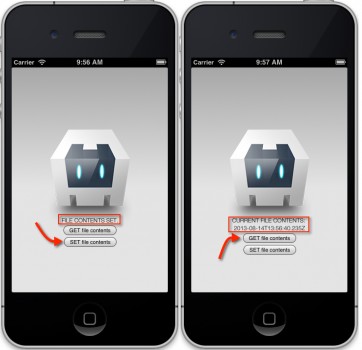 Carrier 9:56 AM
FILE CONTENTS SET
GET file contents
SET file contents
Carrier 9:57 AM
CURRENT FILE CONTENTS:
2013-08-14T13:56:40.235Z
GET file contents
SET file contents